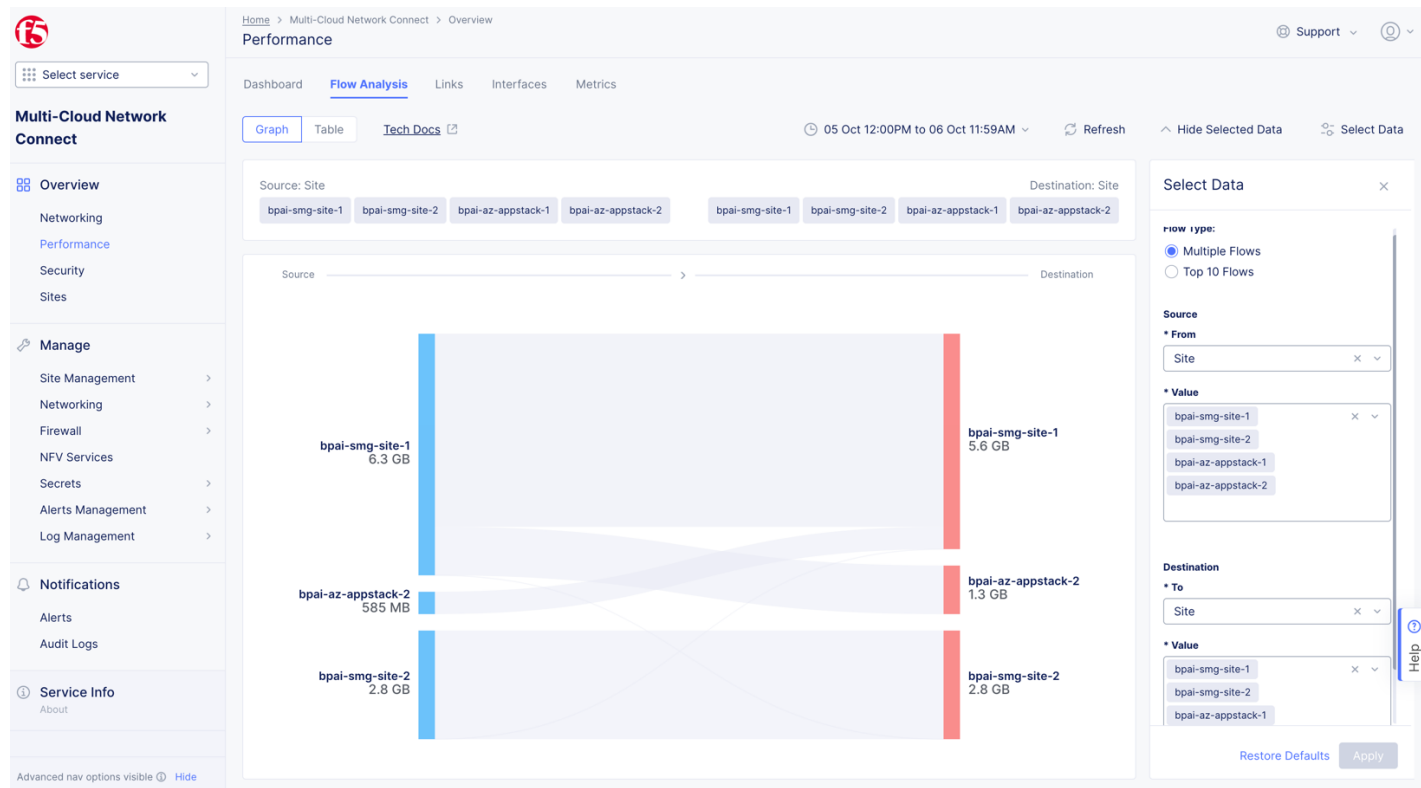 f5
Select service
Multi-Cloud Network
Connect
Overview
Networking
Performance
Security
Sites
Manage
Site Management
Networking
Firewall
NFV Services
Secrets
Alerts Management
Log Management
Notifications
Alerts
Audit Logs
Service Info
About
Advanced nav options visible Hide
Home > Multi-Cloud Network Connect > Overview
Performance
Support
Dashboard Flow Analysis Links Interfaces Metrics
Graph Table Tech Docs 05 Oct 12:00PM to 06 Oct 11:59AM Refresh Hide Selected Data Select Data
Source: Site Destination: Site
bpai-smg-site-1 bpai-smg-site-2 bpai-az-appstack-1 bpai-az-appstack-2 bpai-smg-site-1 bpai-smg-site-2 bpai-az-appstack-1 bpai-az-appstack-2
Source > Destination
bpai-smg-site-1
6.3 GB
bpai-az-appstack-2
585 MB
bpai-smg-site-2
2.8 GB
bpai-smg-site-1
5.6 GB
bpai-az-appstack-2
1.3 GB
bpai-smg-site-2
2.8 GB
Select Data
Flow Type:
Multiple Flows
Top 10 Flows
Source
* From
Site
* Value
bpai-smg-site-1
bpai-smg-site-2
bpai-az-appstack-1
bpai-az-appstack-2
Destination
* To
Site
* Value
bpai-smg-site-1
bpai-smg-site-2
bpai-az-appstack-1
Restore Defaults Apply
Help